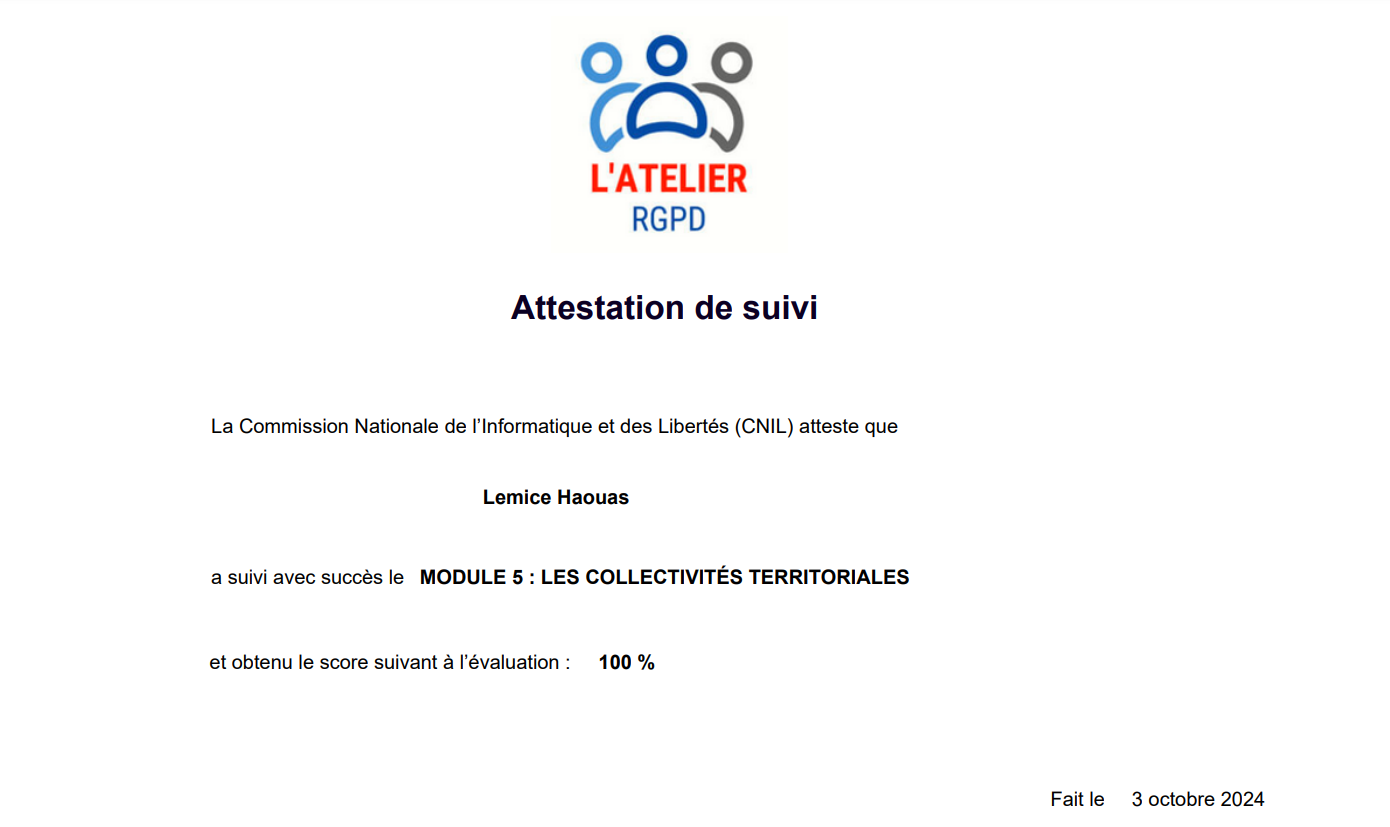 L'ATELIER
RGPD
Attestation de suivi
La Commission Nationale de l’Informatique et des Libertés (CNIL) atteste que
Lemice Haouas
a suivi avec succès le MODULE 5 : LES COLLECTIVITÉS TERRITORIALES
et obtenu le score suivant à l’évaluation : 100 %
Fait le 3 octobre 2024